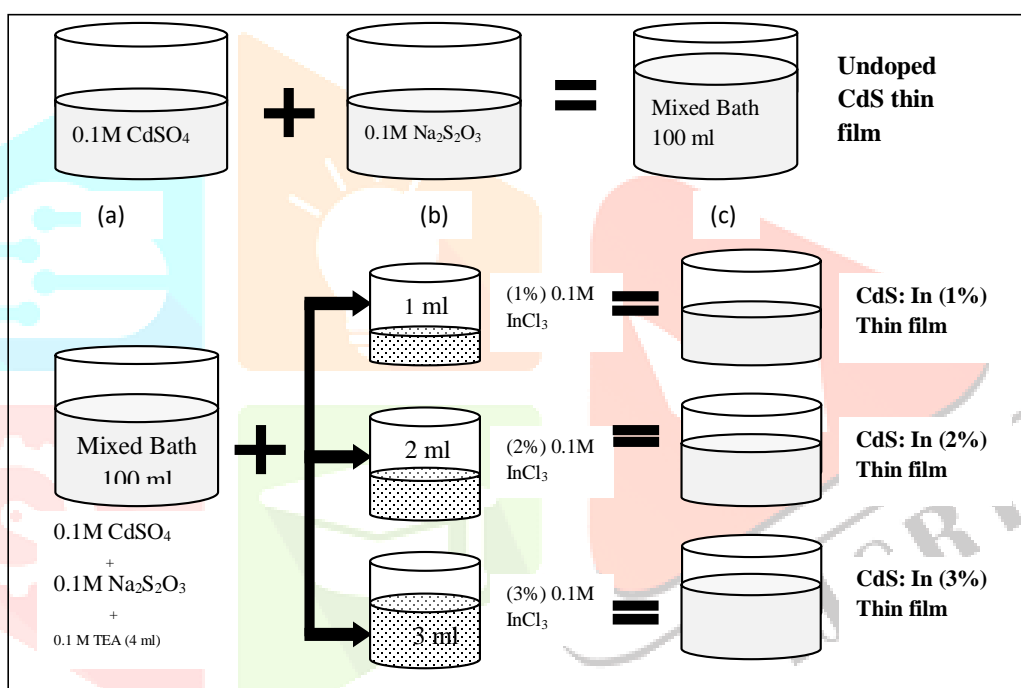 0.1M CdSO₄
0.1M Na₂S₂O₃
Mixed Bath
100 ml
Undoped
CdS thin
film
(a)
(b)
(c)
1 ml
(1%) 0.1M
InCl₃
CdS: In (1%)
Thin film
Mixed Bath
100 ml
2 ml
(2%) 0.1M
InCl₃
CdS: In (2%)
Thin film
0.1M CdSO₄
+
0.1M Na₂S₂O₃
+
0.1 M TEA (4 ml)
3 ml
(3%) 0.1M
InCl₃
CdS: In (3%)
Thin film